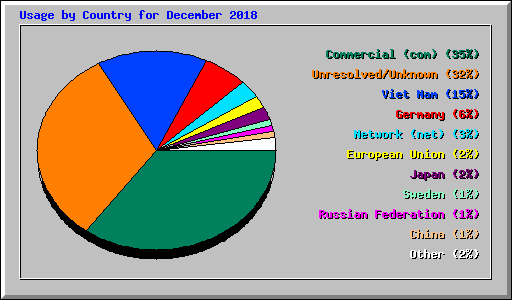 Usage by Country for December 2018
Commercial (com) (35%)
Unresolved/Unknown (32%)
Viet Nam (15%)
Germany (6%)
Network (net) (3%)
European Union (2%)
Japan (2%)
Sweden (1%)
Russian Federation (1%)
China (1%)
Other (2%)